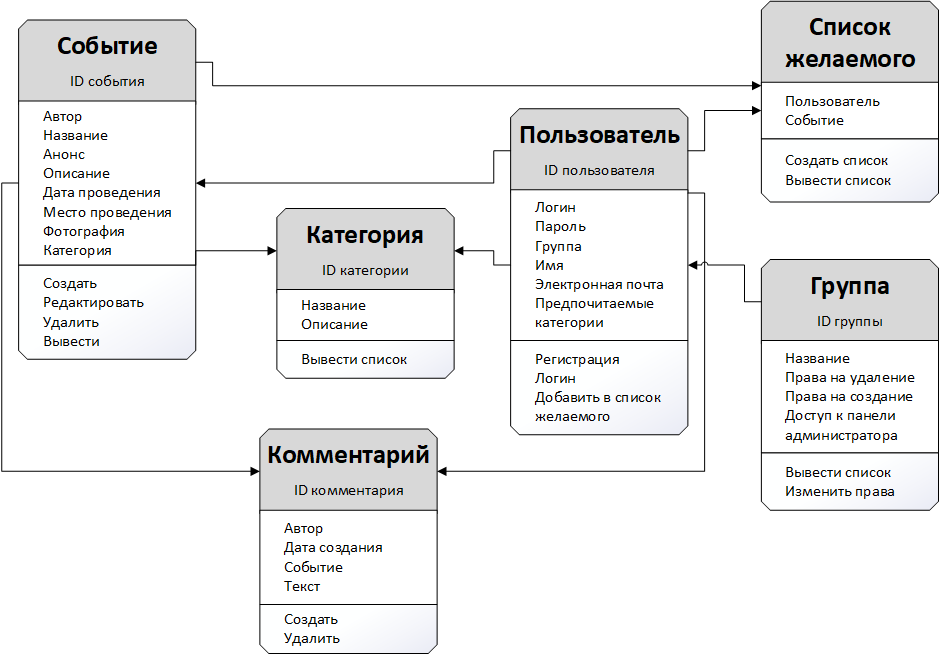 Событие
ID события
Автор
Название
Анонс
Описание
Дата проведения
Место проведения
Фотография
Категория
Создать
Редактировать
Удалить
Вывести
Категория
ID категории
Название
Описание
Вывести список
Комментарий
ID комментария
Автор
Дата создания
Событие
Текст
Создать
Удалить
Пользователь
ID пользователя
Логин
Пароль
Группа
Имя
Электронная почта
Предпочитаемые
категории
Регистрация
Логин
Добавить в список
желаемого
Список
желаемого
Пользователь
Событие
Создать список
Вывести список
Группа
ID группы
Название
Права на удаление
Права на создание
Доступ к панели
администратора
Вывести список
Изменить права